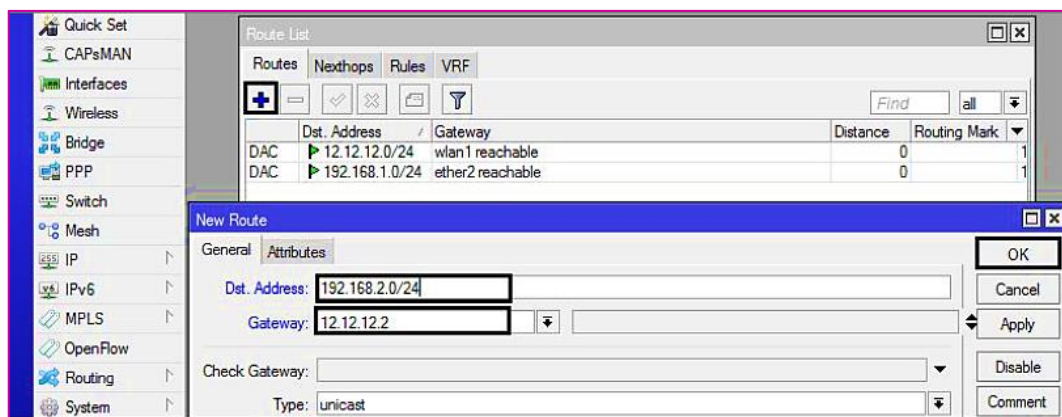 Quick Set
CAPsMAN
Interfaces
Wireless
Bridge
PPP
Switch
Mesh
IP
IPv6
MPLS
OpenFlow
Routing
System
Route List
Routes Nexthops Rules VRF
Find all
Dst. Address Gateway Distance Routing Mark
DAC 12.12.12.0/24 wlan1 reachable 0 1
DAC 192.168.1.0/24 ether2 reachable 0 1
New Route
General Attributes
Dst. Address: 192.168.2.0/24
Gateway: 12.12.12.2
Check Gateway:
Type: unicast
OK
Cancel
Apply
Disable
Comment